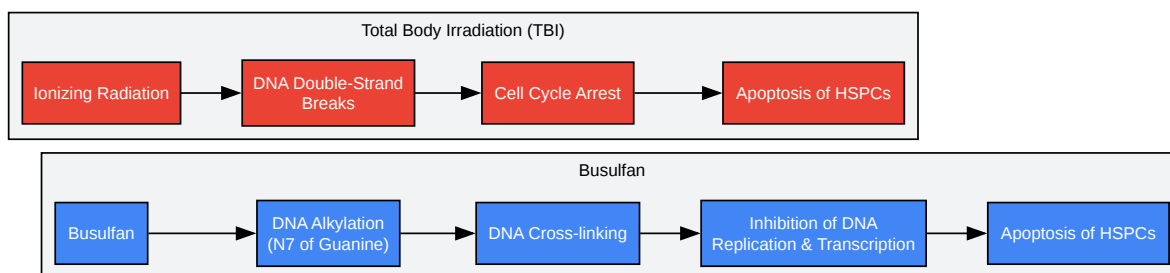 Total Body Irradiation (TBI)
Ionizing Radiation
DNA Double-Strand
Breaks
Cell Cycle Arrest
Apoptosis of HSPCs
Busulfan
Busulfan
DNA Alkylation
(N7 of Guanine)
DNA Cross-linking
Inhibition of DNA
Replication & Transcription
Apoptosis of HSPCs